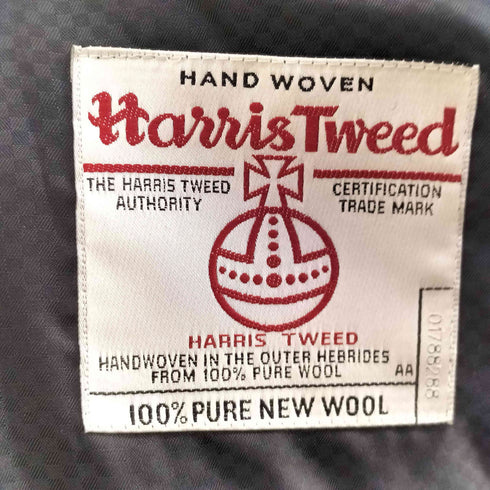 HAND WOVEN
Harris Tweed
THE HARRIS TWEED
AUTHORITY
CERTIFICATION
TRADE MARK
HARRIS TWEED
HANDWOVEN IN THE OUTER HEBRIDES
FROM 100% PURE WOOL
AA
01788288
100% PURE NEW WOOL